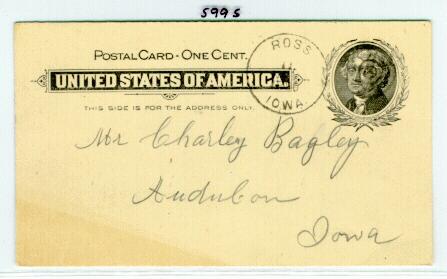 5995
POSTAL CARD - ONE CENT.
UNITED STATES OF AMERICA.
THIS SIDE IS FOR THE ADDRESS ONLY.
ROSS
IOWA
Mr Charley Bagley
Audubon
Iowa